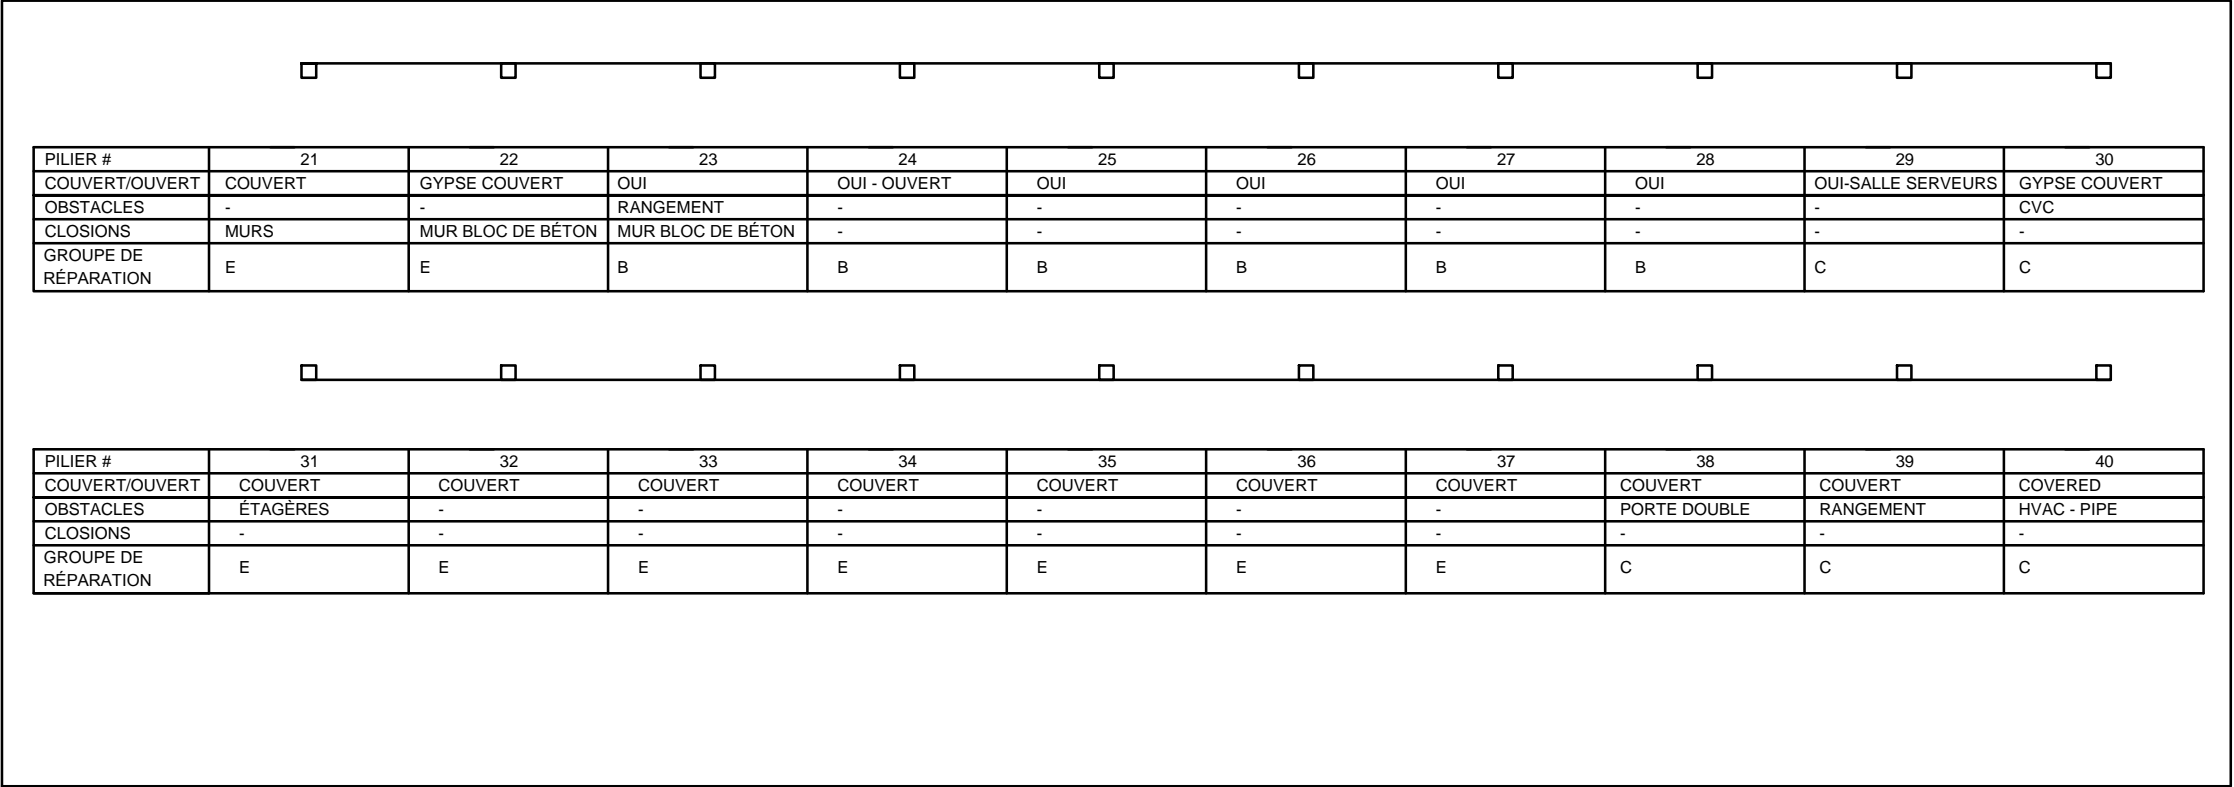 PILIER # 21 22 23 24 25 26 27 28 29 30
COUVERT/OUVERT COUVERT GYPSE COUVERT OUI OUI - OUVERT OUI OUI OUI OUI OUI-SALLE SERVEURS GYPSE COUVERT
OBSTACLES - - RANGEMENT - - - - - - CVC
CLOSIONS MURS MUR BLOC DE BÉTON MUR BLOC DE BÉTON - - - - - - -
GROUPE DE
RÉPARATION E E B B B B B B C C
PILIER # 31 32 33 34 35 36 37 38 39 40
COUVERT/OUVERT COUVERT COUVERT COUVERT COUVERT COUVERT COUVERT COUVERT COUVERT COUVERT COVERED
OBSTACLES ÉTAGÈRES - - - - - - PORTE DOUBLE RANGEMENT HVAC - PIPE
CLOSIONS - - - - - - - - - -
GROUPE DE
RÉPARATION E E E E E E E C C C